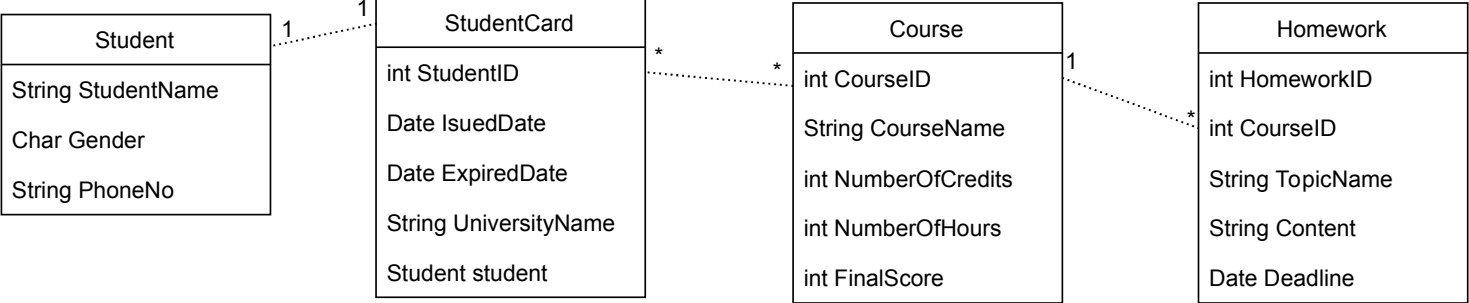 Student
String StudentName
Char Gender
String PhoneNo
1
1
StudentCard
int StudentID
Date IsuedDate
Date ExpiredDate
String UniversityName
Student student
*
*
Course
int CourseID
String CourseName
int NumberOfCredits
int NumberOfHours
int FinalScore
1
*
Homework
int HomeworkID
int CourseID
String TopicName
String Content
Date Deadline